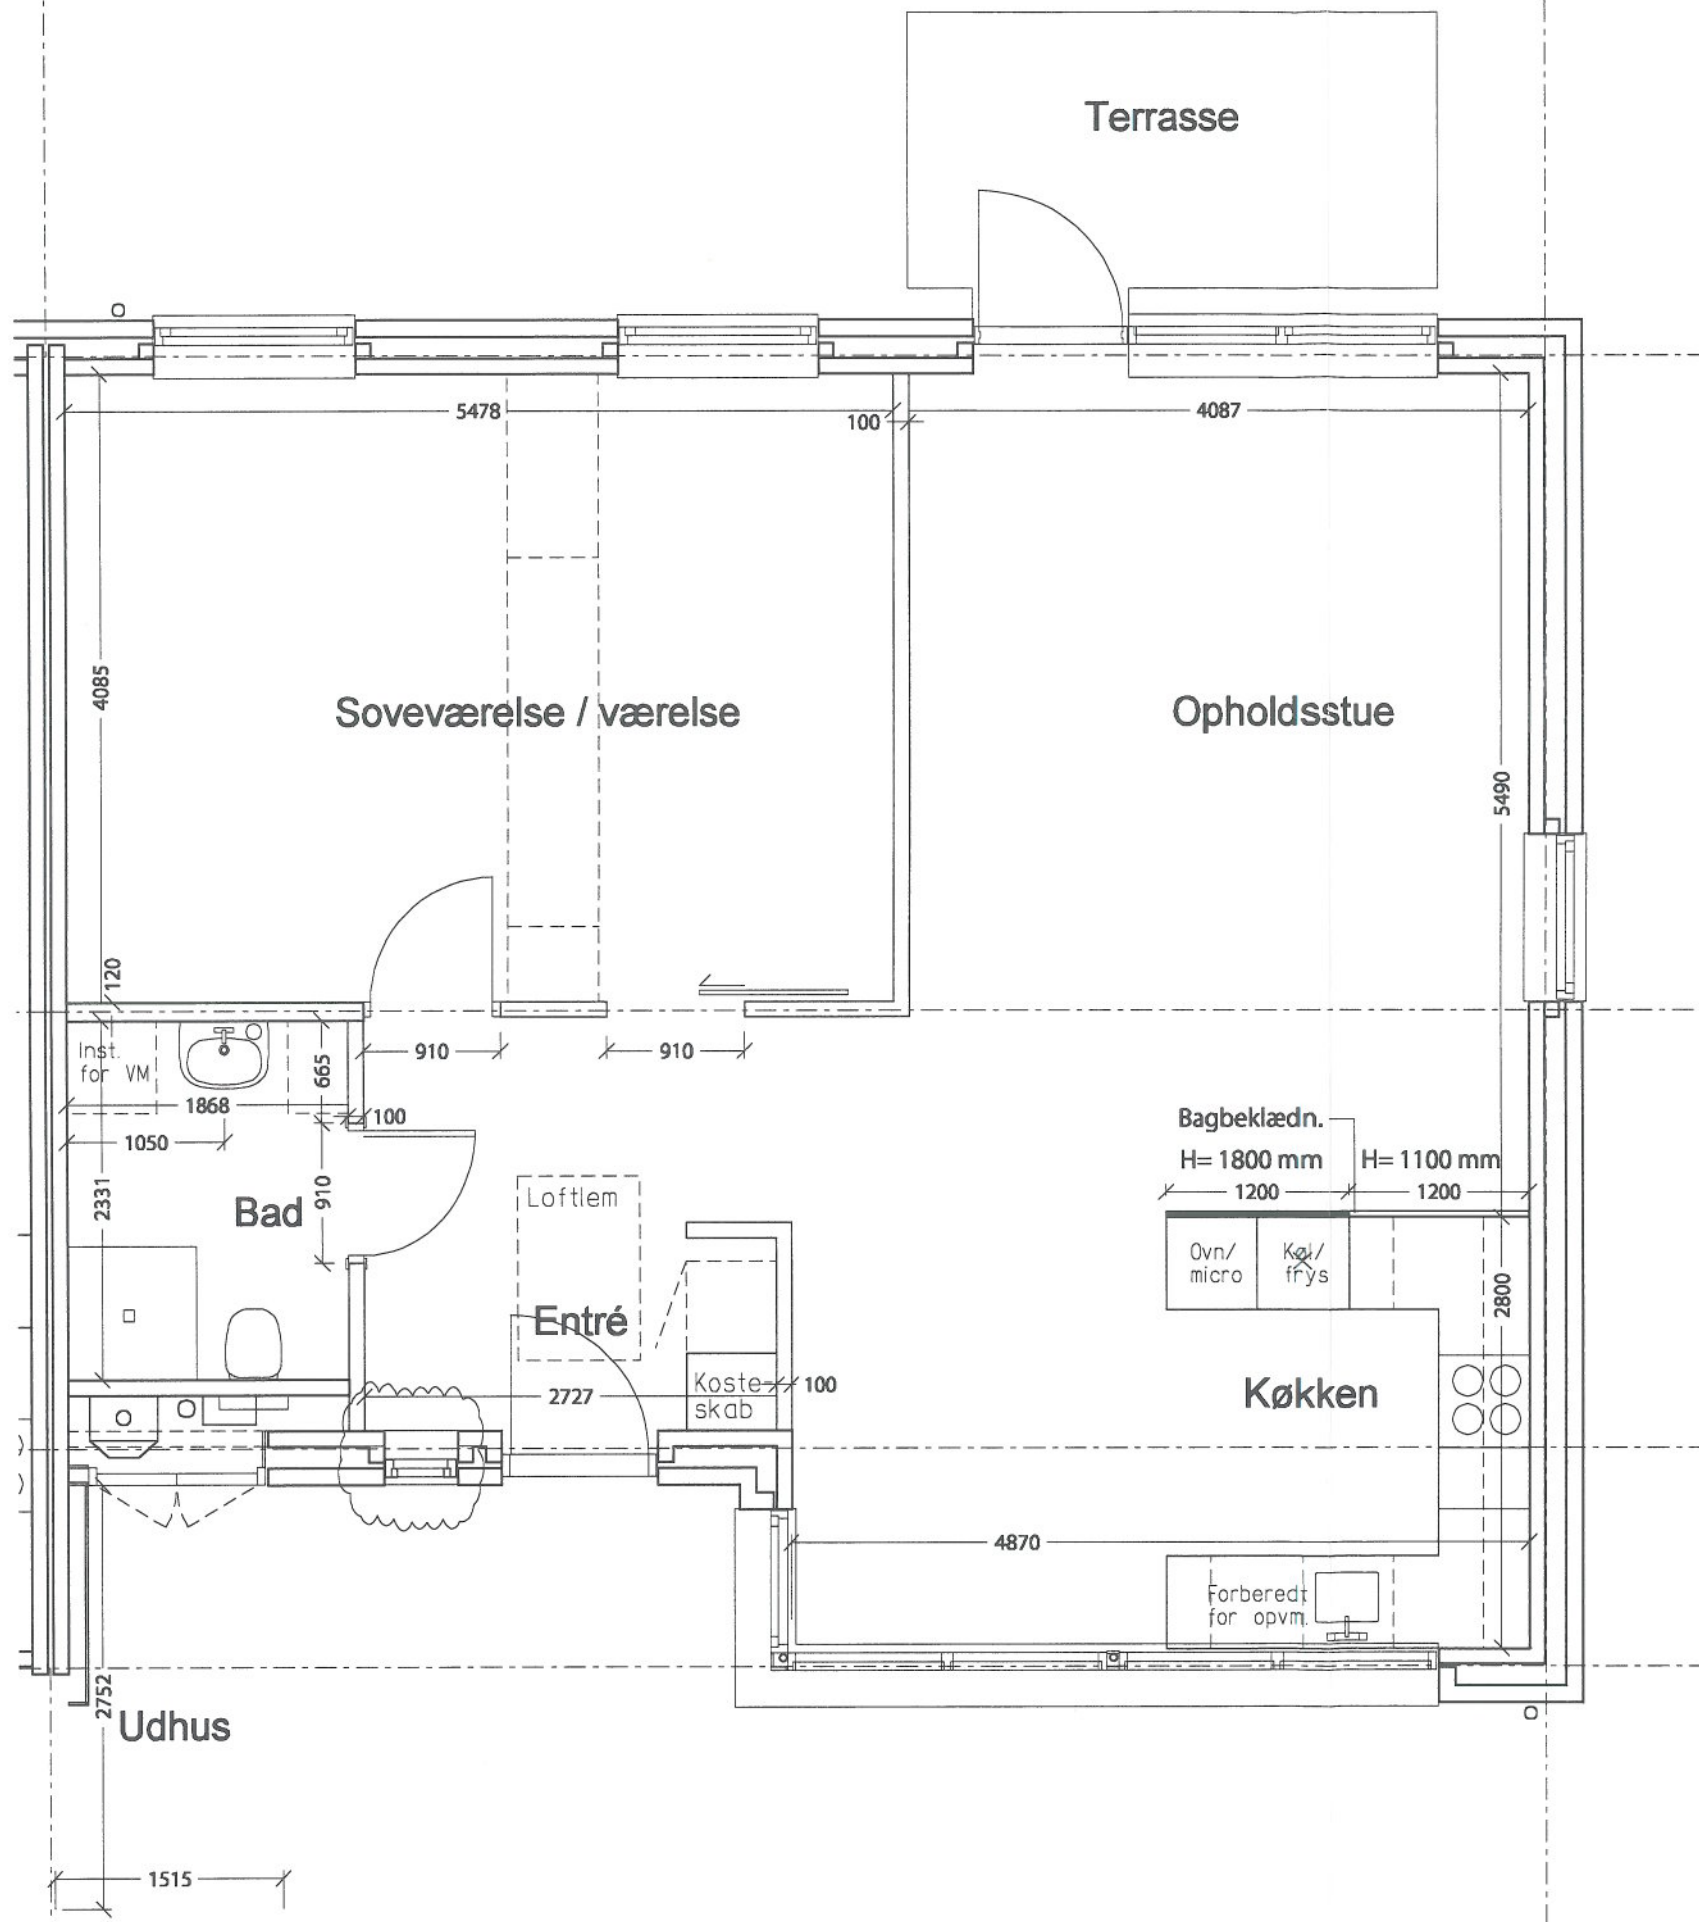 Terrasse
5478
100
4087
4085
Soveværelse / værelse
Opholdsstue
5490
120
Inst.
for VM
910
910
665
1868
100
1050
Bagbeklædn.
H= 1800 mm
H= 1100 mm
1200
1200
2331
910
Bad
Loftlem
Ovn/
micro
Køl/
frys
2800
Entré
Koste-
skab
100
2727
Køkken
4870
Forberedt
for opvm.
2752
Udhus
1515